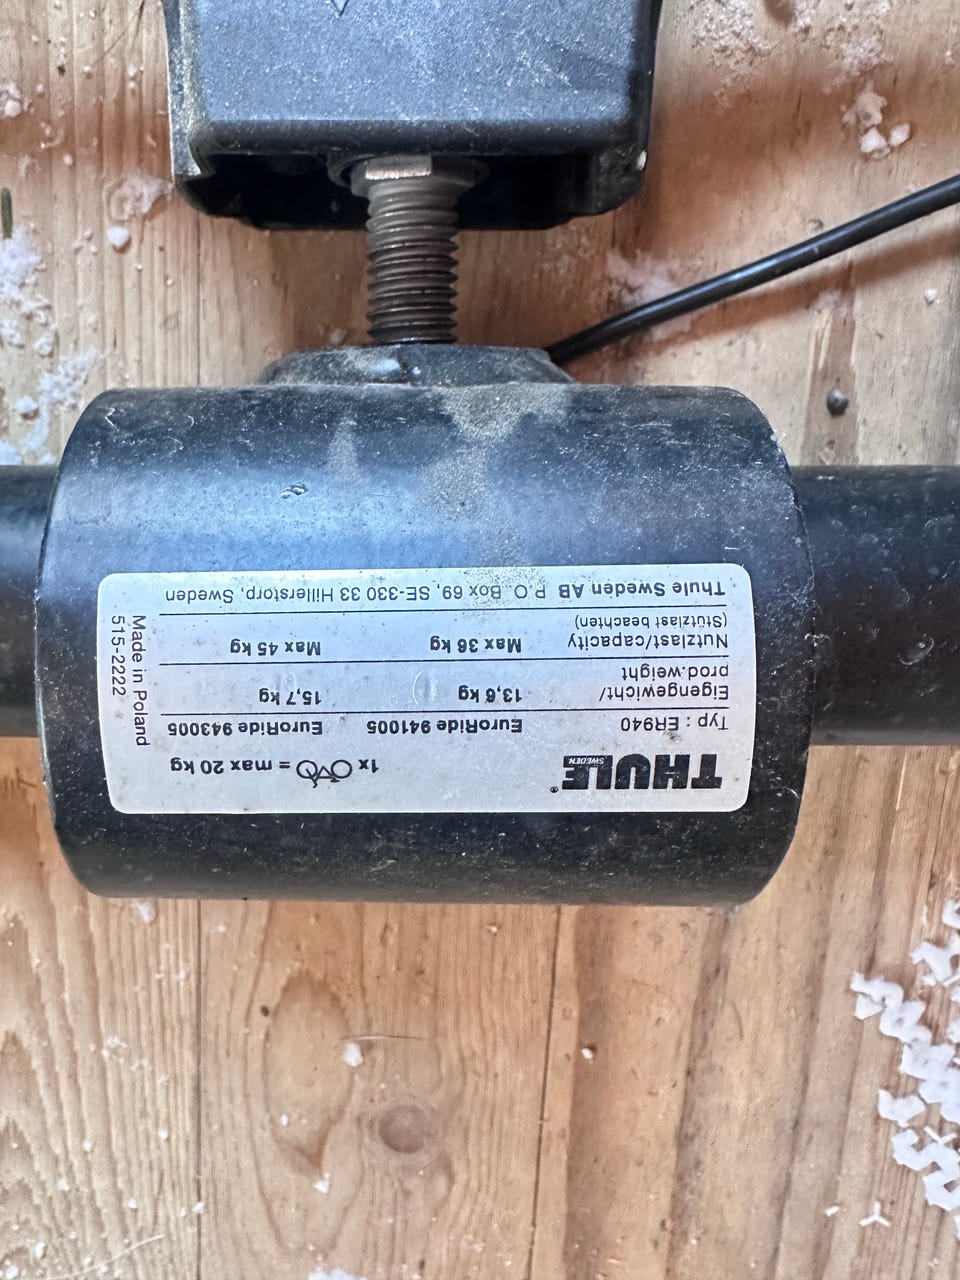 THULE®
SWEDEN
1x = max 20 kg
Typ : ER940 EuroRide 941005 EuroRide 943005
Eigengewicht/
prod.weight 13,6 kg 15,7 kg
Nutzlast/capacity Max 36 kg Max 45 kg
(Stützlast beachten)
Thule Sweden AB P.O. Box 69, SE-330 33 Hillerstorp, Sweden
Made in Poland
515-2222